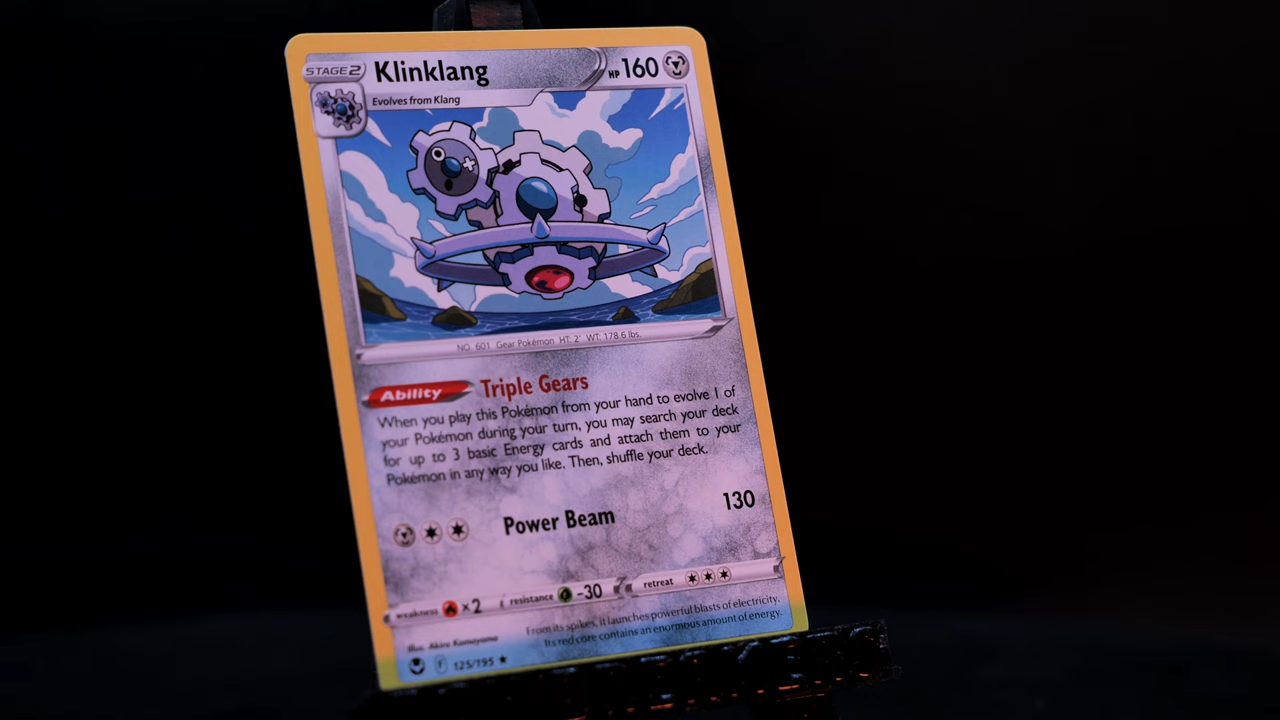 STAGE2 Klinklang HP 160
Evolves from Klang
NO. 601 Gear Pokémon HT. 2' WT. 178.6 lbs.
Ability Triple Gears
When you play this Pokémon from your hand to evolve 1 of
your Pokémon during your turn, you may search your deck
for up to 3 basic Energy cards and attach them to your
Pokémon in any way you like. Then, shuffle your deck.
Power Beam 130
weakness ×2 resistance -30 retreat
From its spikes, it launches powerful blasts of electricity.
Its red core contains an enormous amount of energy.
Illus. Akira Komayama
F 125/195 ★